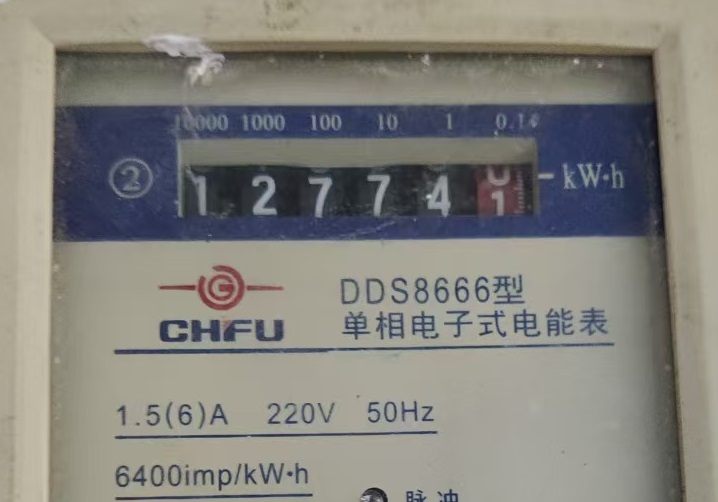 10000 1000 100 10 1 0.1
② 1 2 7 7 4 1 kW·h
CHFU DDS8666型
单相电子式电能表
1.5(6)A 220V 50Hz
6400imp/kW·h
脉冲